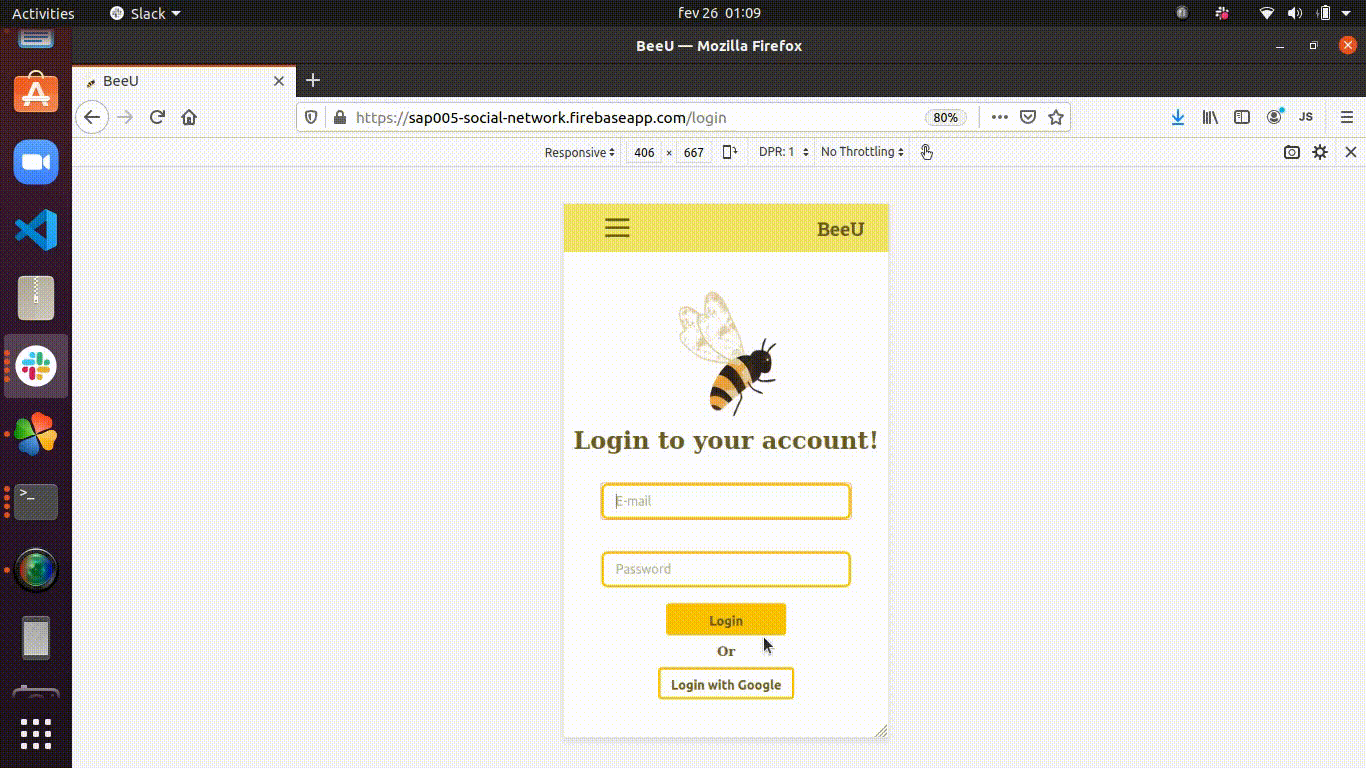 Activities
Slack
fev 26 01:09
BeeU — Mozilla Firefox
BeeU
https://sap005-social-network.firebaseapp.com/login
80%
JS
Responsive
406 × 667
DPR: 1
No Throttling
BeeU
Login to your account!
E-mail
Password
Login
Or
Login with Google
>_